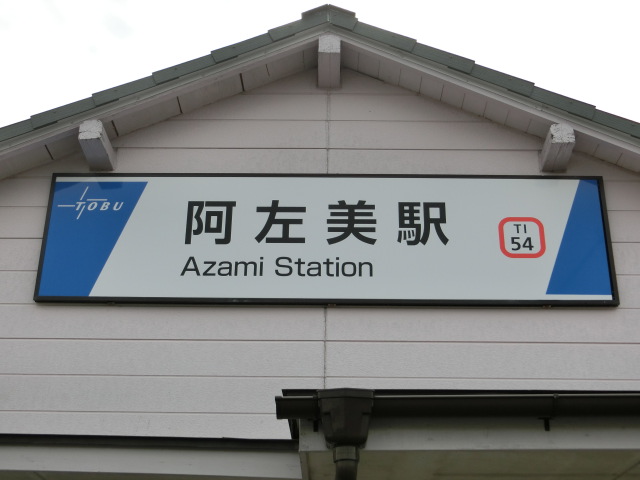 TOBU
阿左美駅
Azami Station
TI
54